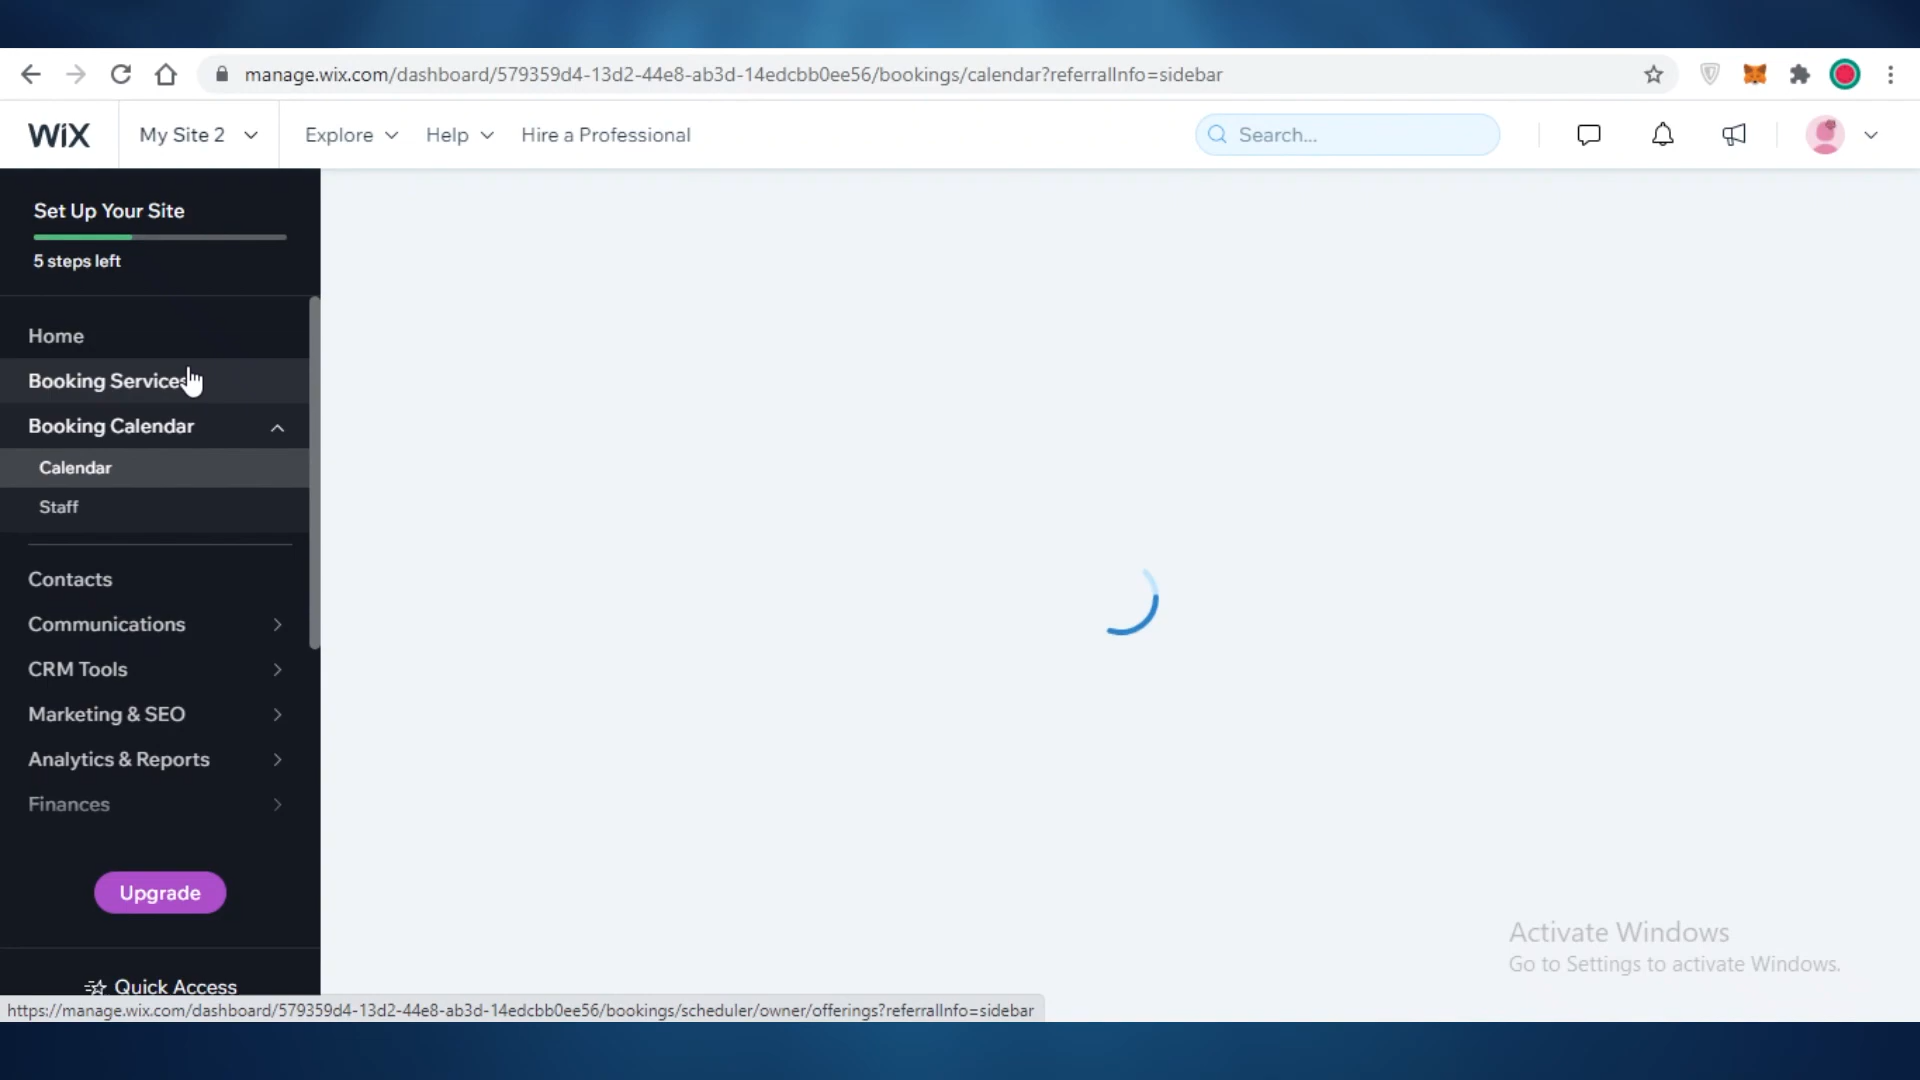 manage.wix.com/dashboard/579359d4-13d2-44e8-ab3d-14edcbb0ee56/bookings/calendar?referralInfo=sidebar
WiX
My Site 2
Explore
Help
Hire a Professional
Search...
Set Up Your Site
5 steps left
Home
Booking Services
Booking Calendar
Calendar
Staff
Contacts
Communications
CRM Tools
Marketing & SEO
Analytics & Reports
Finances
Upgrade
Activate Windows
Go to Settings to activate Windows.
Quick Access
https://manage.wix.com/dashboard/579359d4-13d2-44e8-ab3d-14edcbb0ee56/bookings/scheduler/owner/offerings?referralInfo=sidebar